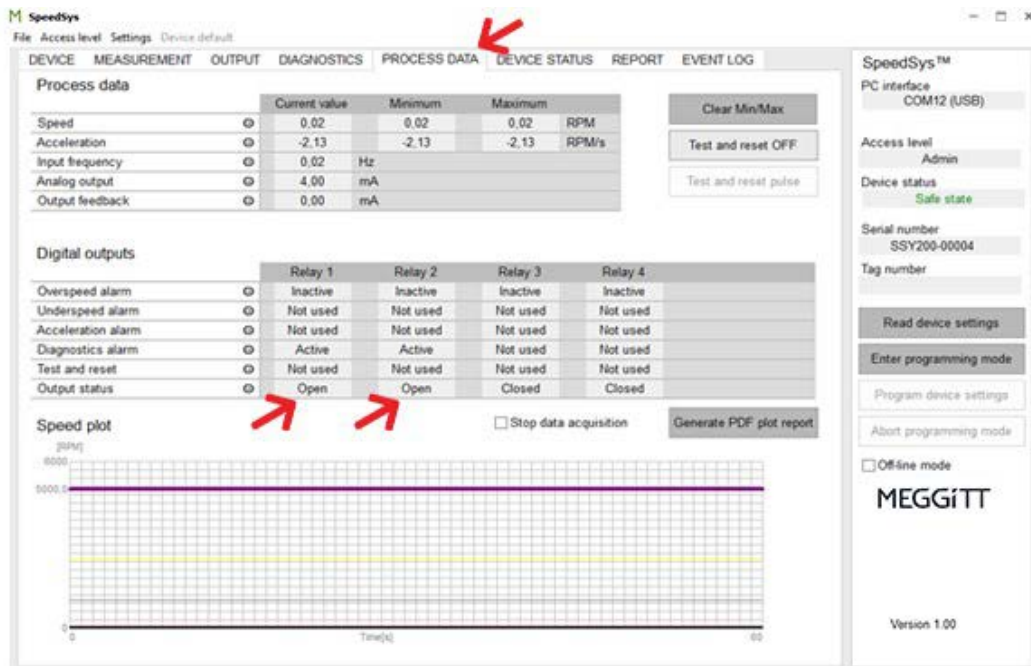 M SpeedSys
File Access level Settings Device default
DEVICE MEASUREMENT OUTPUT DIAGNOSTICS PROCESS DATA DEVICE STATUS REPORT EVENT LOG
Process data
Current value Minimum Maximum
Speed 0,02 0,02 0,02 RPM
Acceleration -2,13 -2,13 -2,13 RPM/s
Input frequency 0,02 Hz
Analog output 4,00 mA
Output feedback 0,00 mA
Clear Min/Max
Test and reset OFF
Test and reset pulse
Digital outputs
Relay 1 Relay 2 Relay 3 Relay 4
Overspeed alarm Inactive Inactive Inactive Inactive
Underspeed alarm Not used Not used Not used Not used
Acceleration alarm Not used Not used Not used Not used
Diagnostics alarm Active Active Not used Not used
Test and reset Not used Not used Not used Not used
Output status Open Open Closed Closed
Speed plot
Stop data acquisition
Generate PDF plot report
[RPM]
6000
5000,0
0
0 Time[s] 60
SpeedSys™
PC interface
COM12 (USB)
Access level
Admin
Device status
Safe state
Serial number
SSY200-00004
Tag number
Read device settings
Enter programming mode
Program device settings
Abort programming mode
Off-line mode
MEGGiTT
Version 1.00